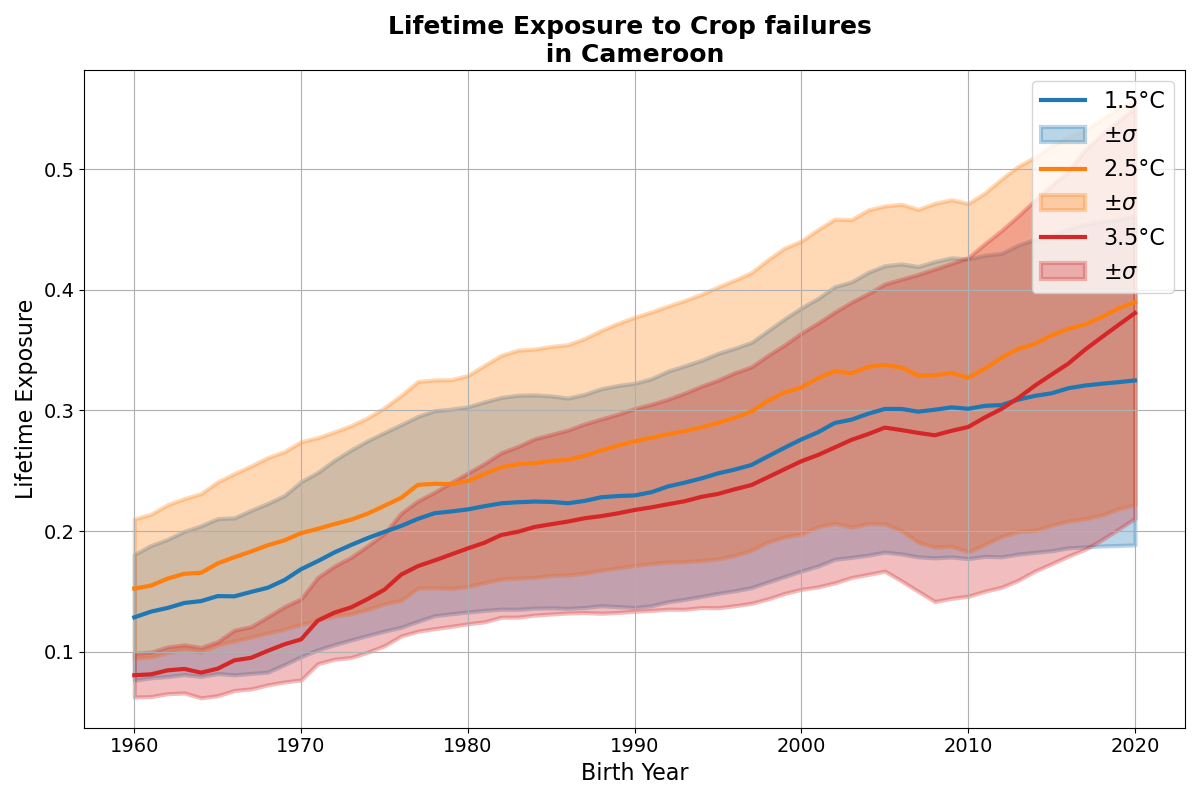 Lifetime Exposure to Crop failures
in Cameroon
1.5°C
±σ
2.5°C
±σ
3.5°C
±σ
Lifetime Exposure
0.5
0.4
0.3
0.2
0.1
1960 1970 1980 1990 2000 2010 2020
Birth Year